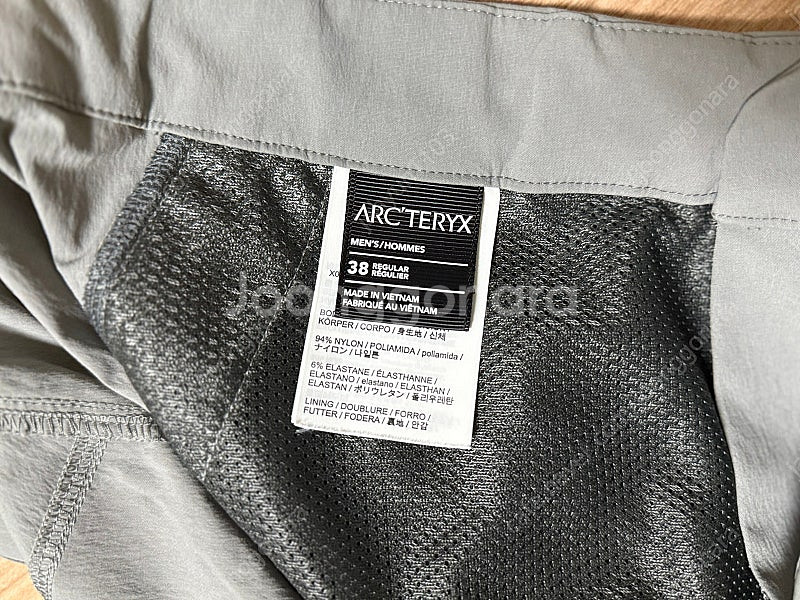 ARC'TERYX
MEN'S/HOMMES
38 REGULAR
RÉGULIER
MADE IN VIETNAM
FABRIQUÉ AU VIÊTNAM
KÖRPER / CORPO / 身生地 / 신체
94% NYLON / POLIAMIDA / poliamida /
ナイロン / 나일론
6% ELASTANE / ÉLASTHANNE /
ELASTANO / elastano / ELASTHAN /
ELASTAN / ポリウレタン / 폴리우레탄
LINING / DOUBLURE / FORRO /
FUTTER / FODERA / 裏地 / 안감
Joonggonara